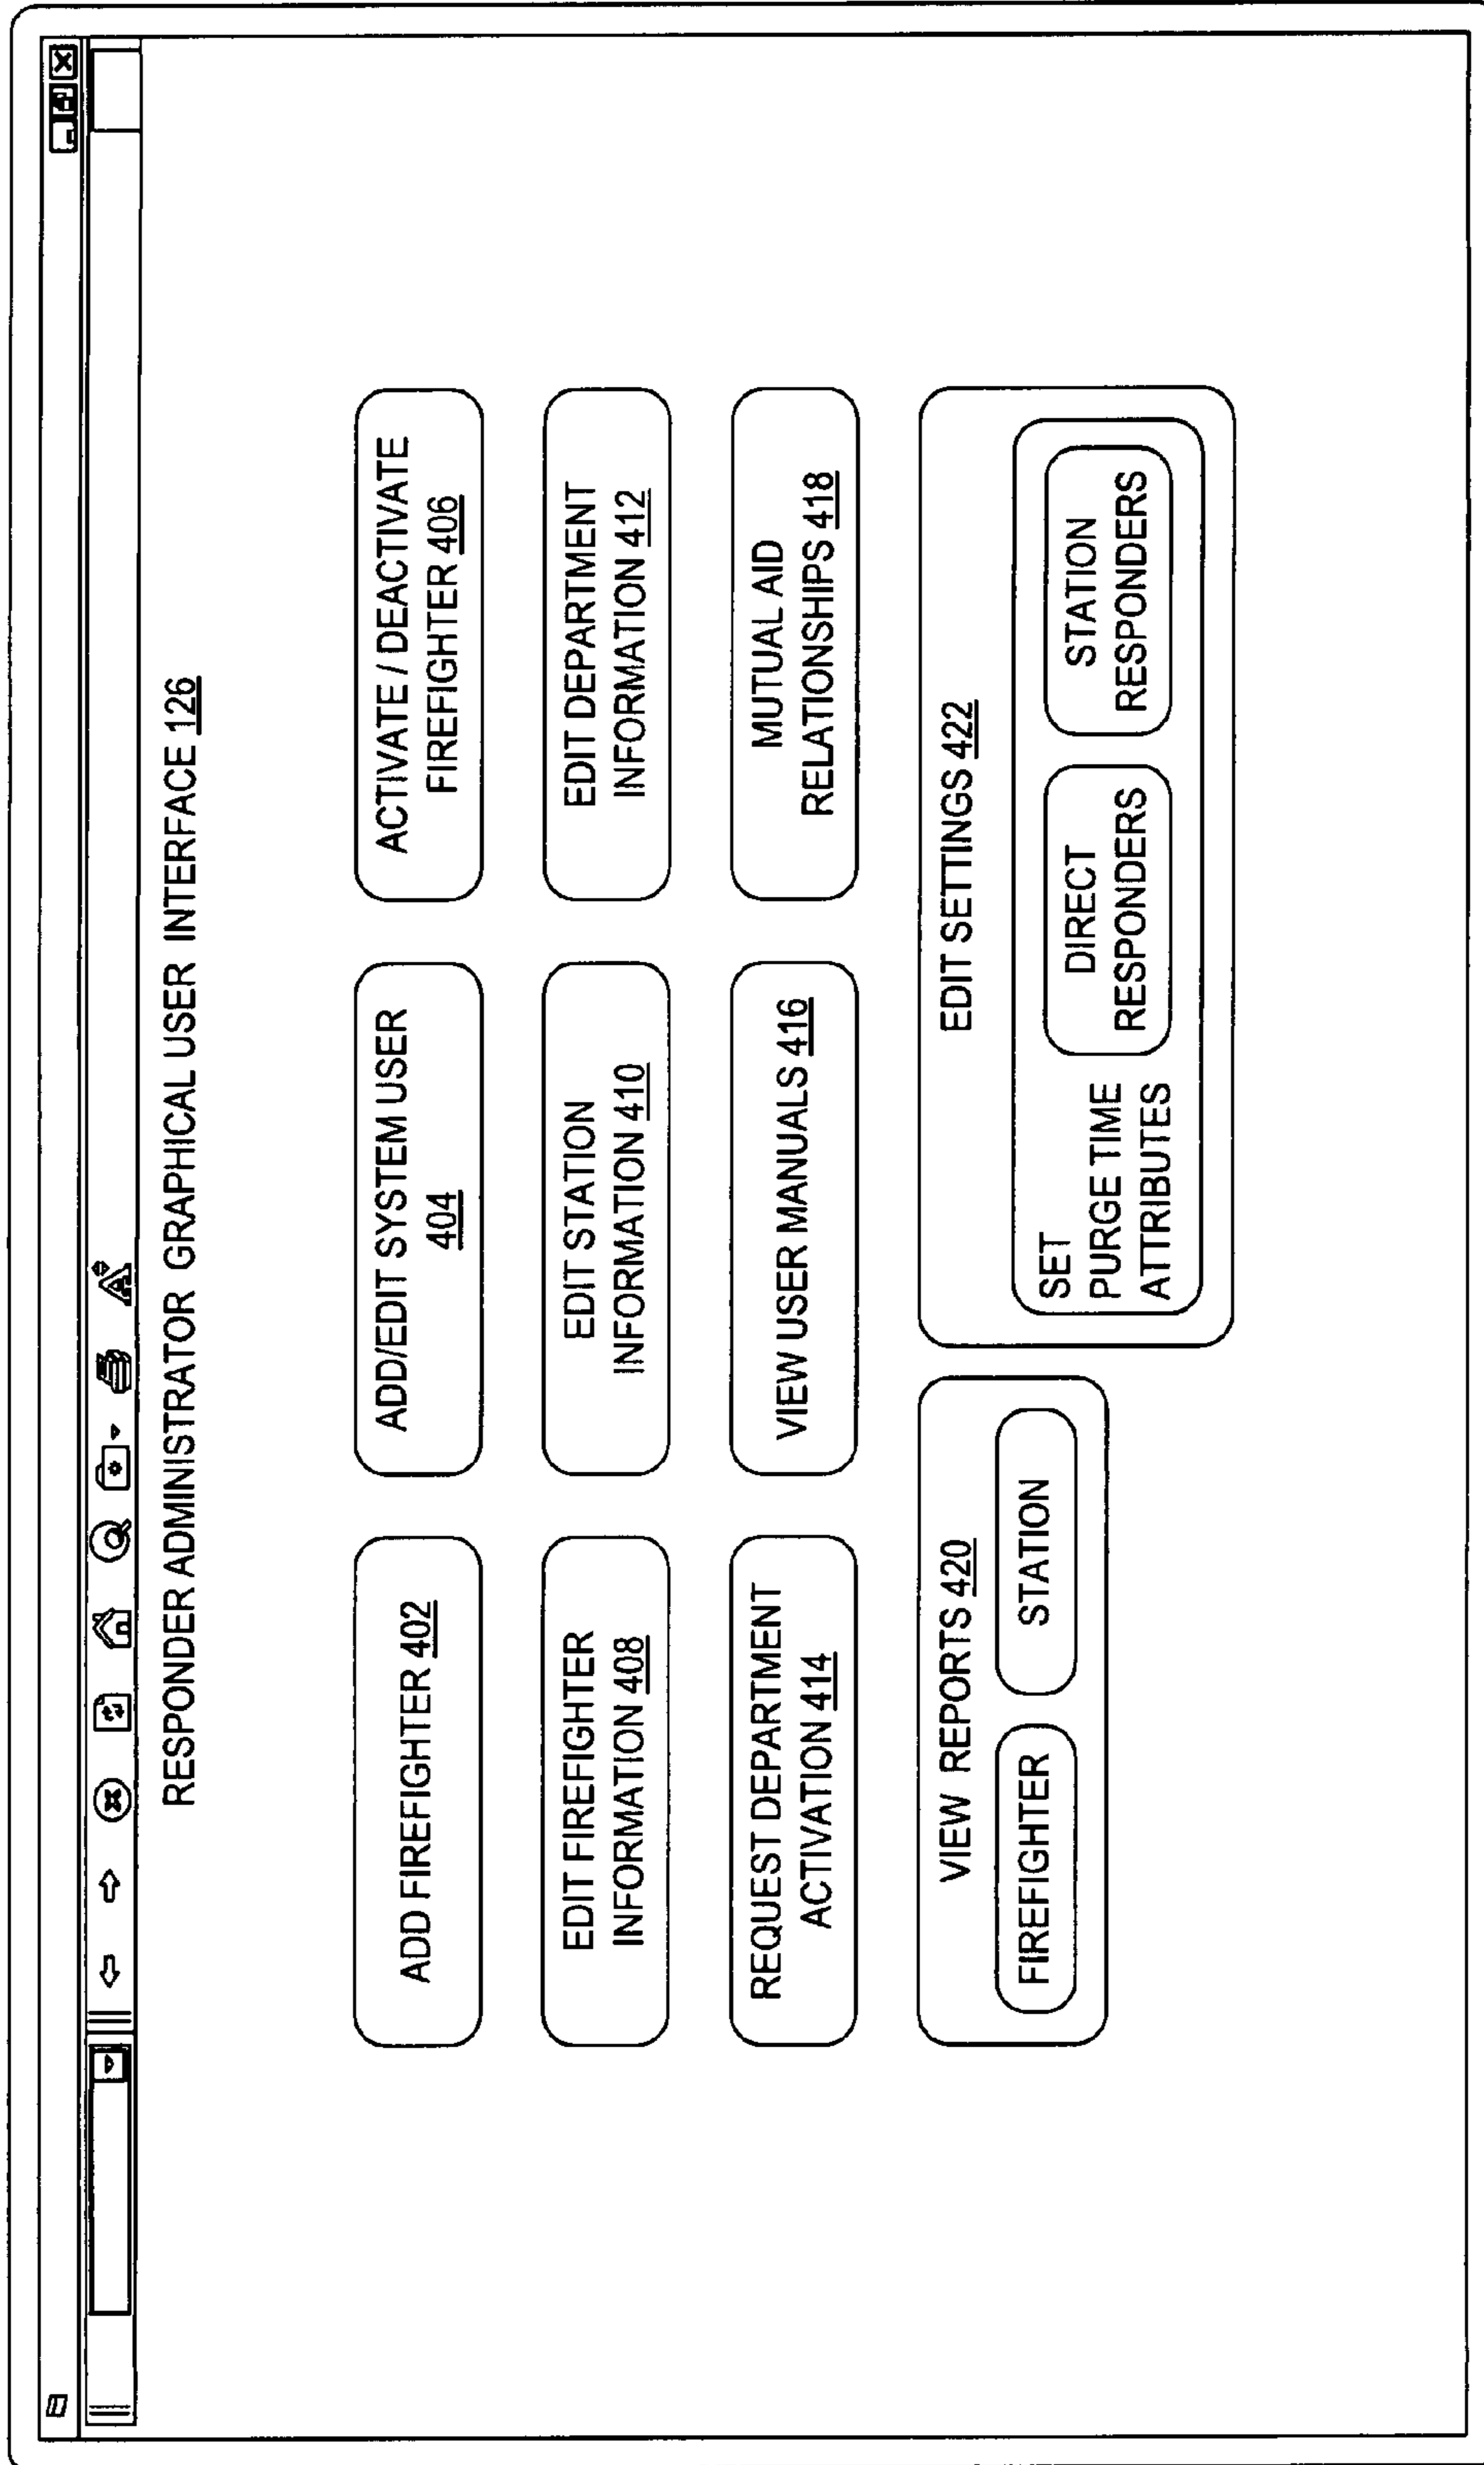 RESPONDER ADMINISTRATOR GRAPHICAL USER INTERFACE 126
ADD FIREFIGHTER 402
ADD/EDIT SYSTEM USER
404
ACTIVATE / DEACTIVATE
FIREFIGHTER 406
EDIT FIREFIGHTER
INFORMATION 408
EDIT STATION
INFORMATION 410
EDIT DEPARTMENT
INFORMATION 412
REQUEST DEPARTMENT
ACTIVATION 414
VIEW USER MANUALS 416
MUTUAL AID
RELATIONSHIPS 418
VIEW REPORTS 420
FIREFIGHTER
STATION
EDIT SETTINGS 422
SET
PURGE TIME
ATTRIBUTES
DIRECT
RESPONDERS
STATION
RESPONDERS